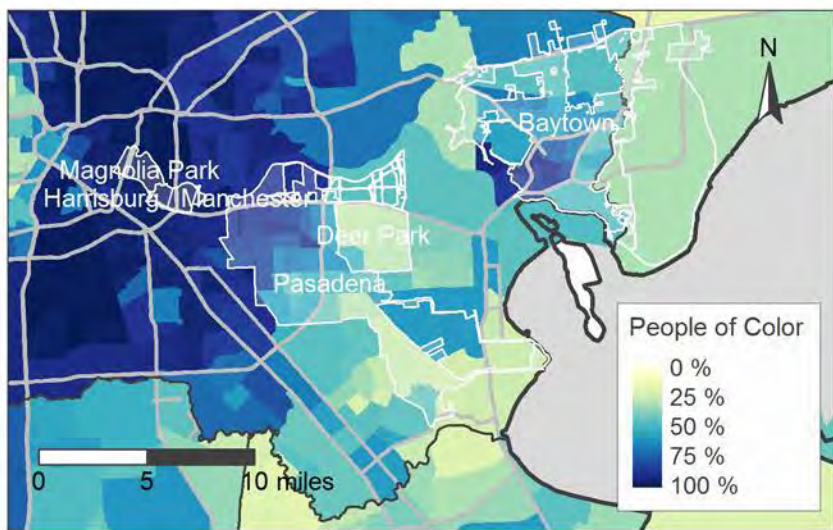 N
Baytown
Magnolia Park
Harrisburg Manchester
Deer Park
Pasadena
People of Color
0 %
25 %
50 %
75 %
100 %
0 5 10 miles